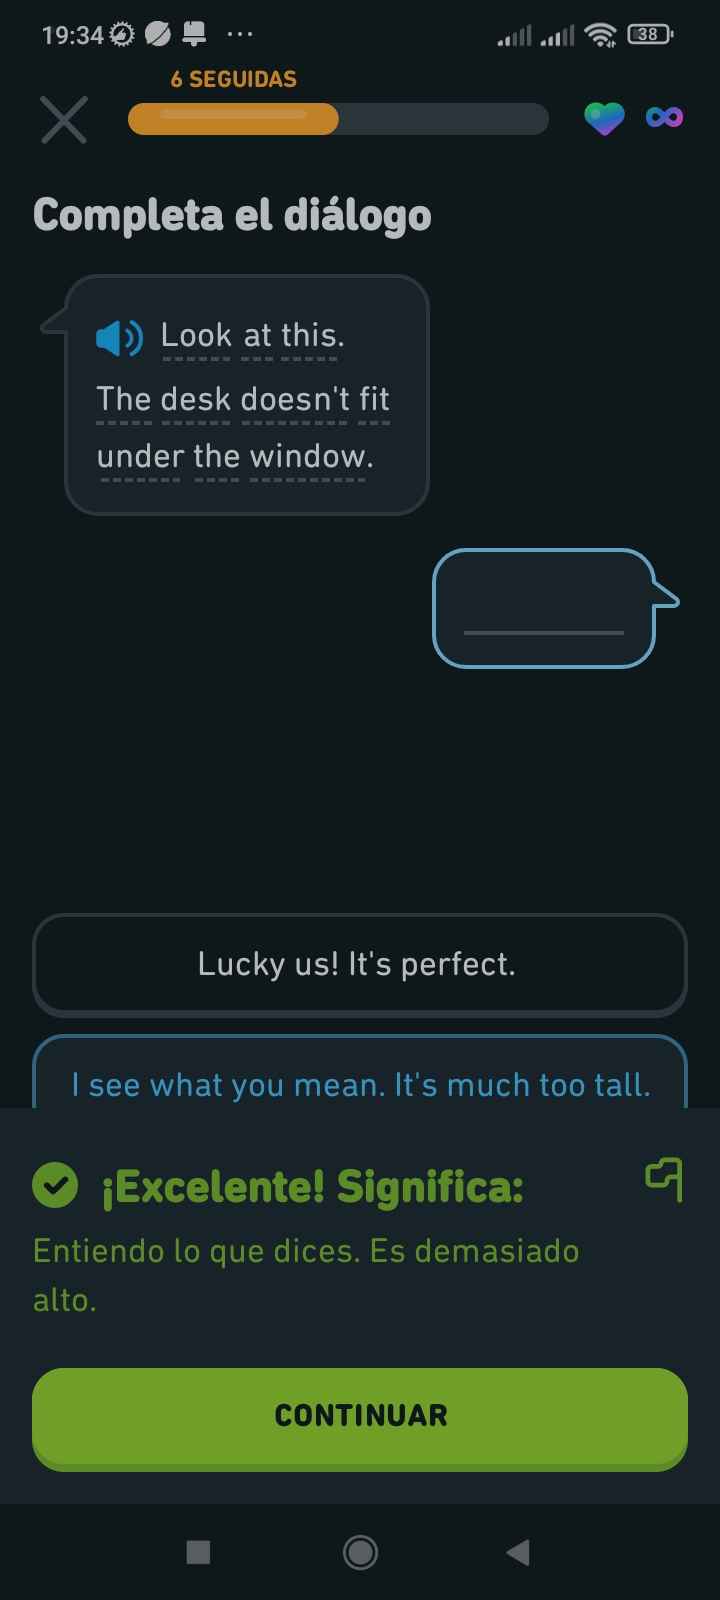 19:34
38
6 SEGUIDAS
Completa el diálogo
Look at this.
The desk doesn't fit
under the window.
Lucky us! It's perfect.
I see what you mean. It's much too tall.
¡Excelente! Significa:
Entiendo lo que dices. Es demasiado
alto.
CONTINUAR